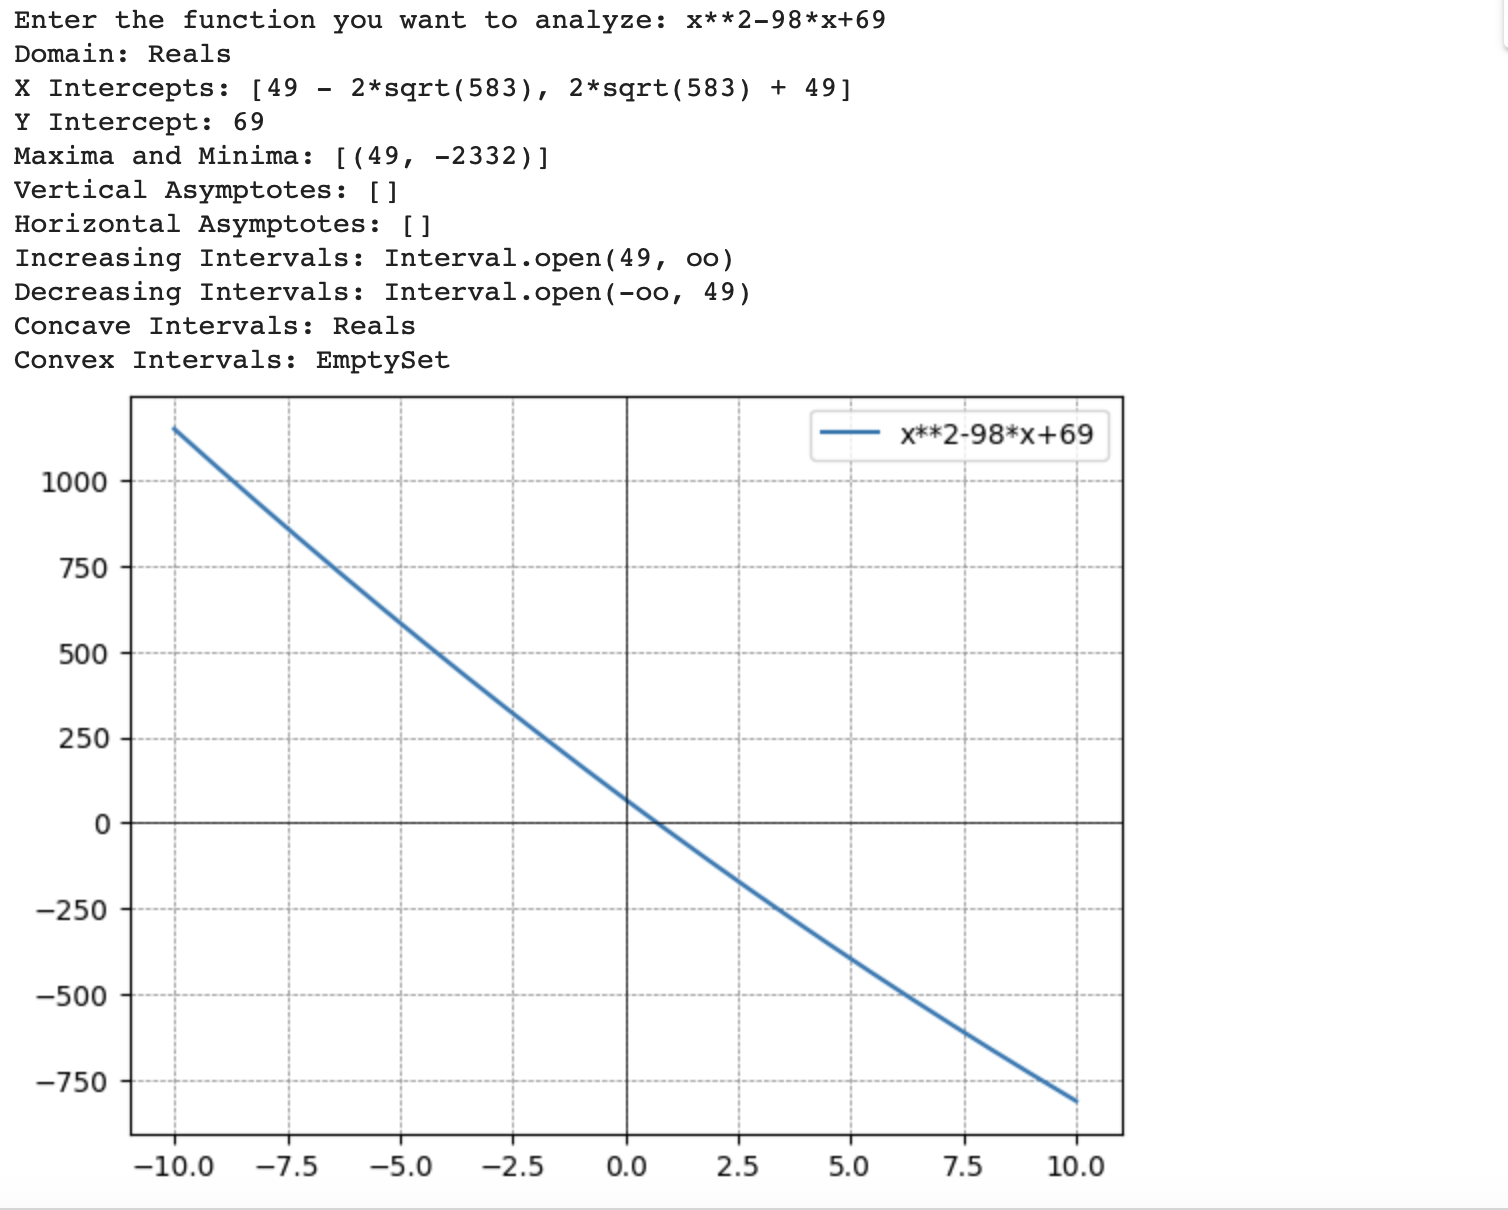 Enter the function you want to analyze: x**2-98*x+69
Domain: Reals
X Intercepts: [49 - 2*sqrt(583), 2*sqrt(583) + 49]
Y Intercept: 69
Maxima and Minima: [(49, -2332)]
Vertical Asymptotes: []
Horizontal Asymptotes: []
Increasing Intervals: Interval.open(49, oo)
Decreasing Intervals: Interval.open(-oo, 49)
Concave Intervals: Reals
Convex Intervals: EmptySet
x**2-98*x+69
1000
750
500
250
0
−250
−500
−750
−10.0 −7.5 −5.0 −2.5 0.0 2.5 5.0 7.5 10.0